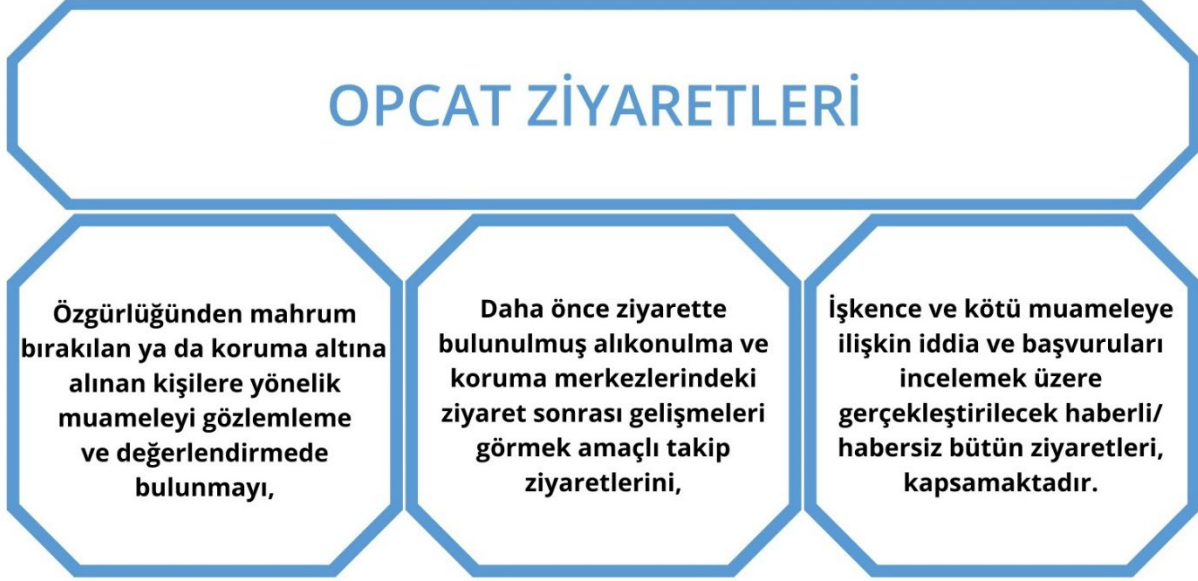 OPCAT ZİYARETLERİ
Özgürlüğünden mahrum
bırakılan ya da koruma altına
alınan kişilere yönelik
muameleyi gözlemleme
ve değerlendirmede
bulunmayı,
Daha önce ziyarette
bulunulmuş alıkonulma ve
koruma merkezlerindeki
ziyaret sonrası gelişmeleri
görmek amaçlı takip
ziyaretlerini,
İşkence ve kötü muameleye
ilişkin iddia ve başvuruları
incelemek üzere
gerçekleştirilecek haberli/
habersiz bütün ziyaretleri,
kapsamaktadır.